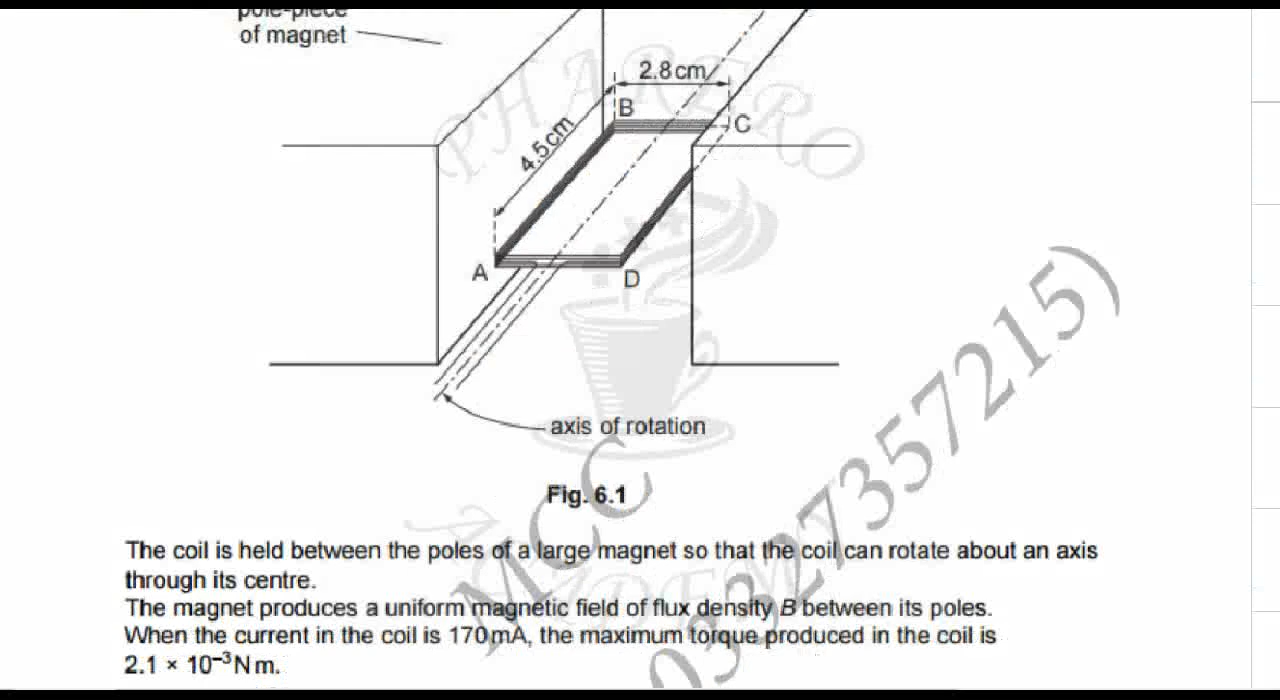 pole-piece
of magnet
2.8 cm
B
C
4.5 cm
A
D
axis of rotation
Fig. 6.1
The coil is held between the poles of a large magnet so that the coil can rotate about an axis
through its centre.
The magnet produces a uniform magnetic field of flux density B between its poles.
When the current in the coil is 170 mA, the maximum torque produced in the coil is
2.1 × 10⁻³ N m.
PHARERO
MCC
03327357215)